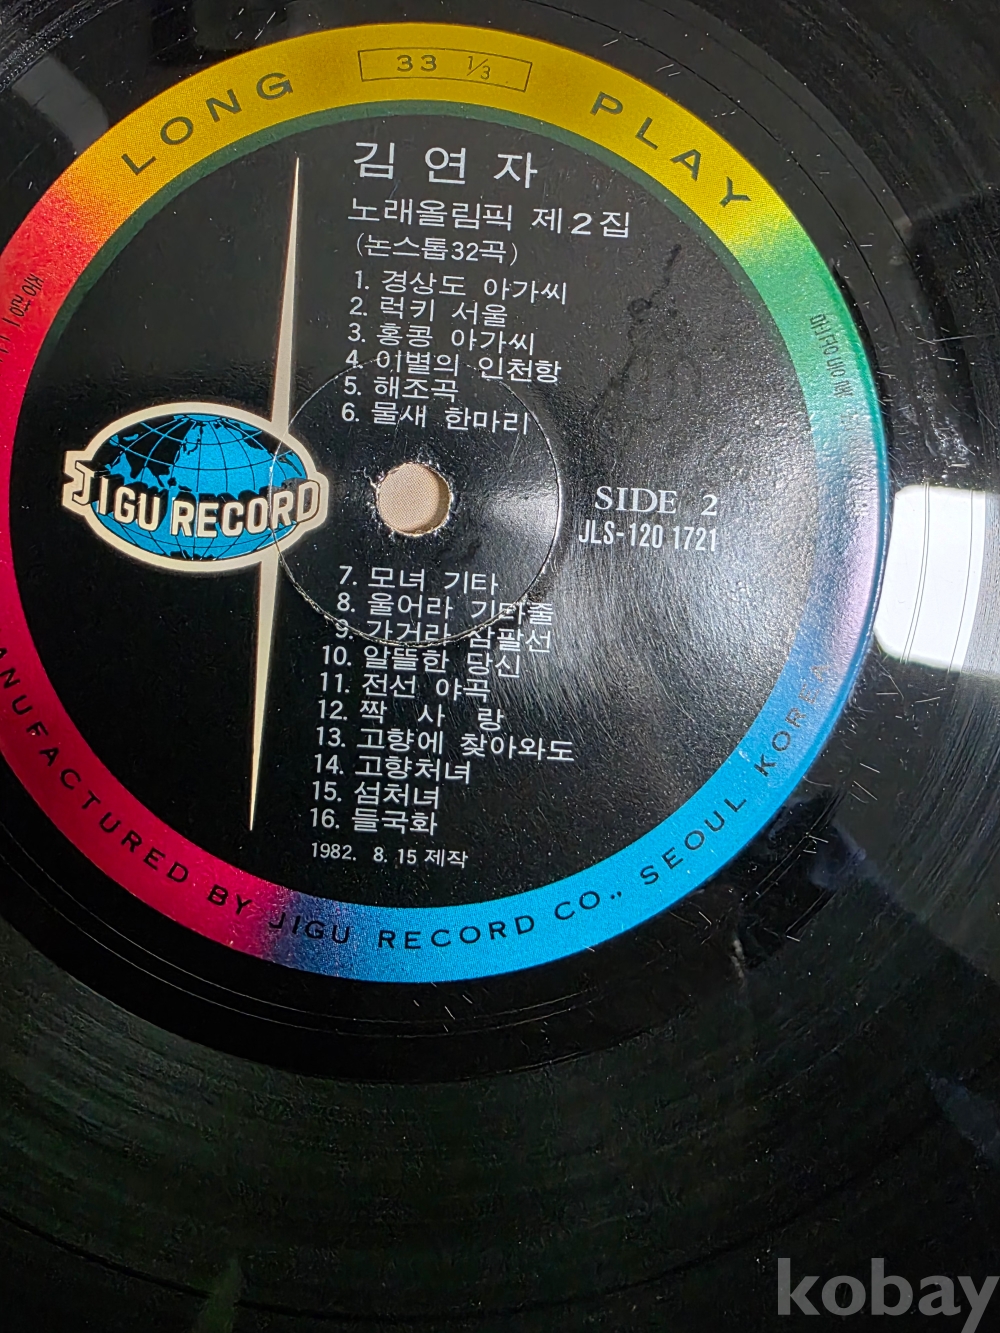 LONG PLAY
33 1/3
김연자
노래올림픽 제2집
(논스톱32곡)
1. 경상도 아가씨
2. 럭키 서울
3. 홍콩 아가씨
4. 이별의 인천항
5. 해조곡
6. 물새 한마리
JIGU RECORD
SIDE 2
JLS-120 1721
7. 모녀 기타
8. 울어라 기타줄
9. 가거라 삼팔선
10. 알뜰한 당신
11. 전선 야곡
12. 짝 사 랑
13. 고향에 찾아와도
14. 고향처녀
15. 섬처녀
16. 들국화
1982. 8. 15 제작
ANUFACTURED BY JIGU RECORD CO., SEOUL KOREA
kobay